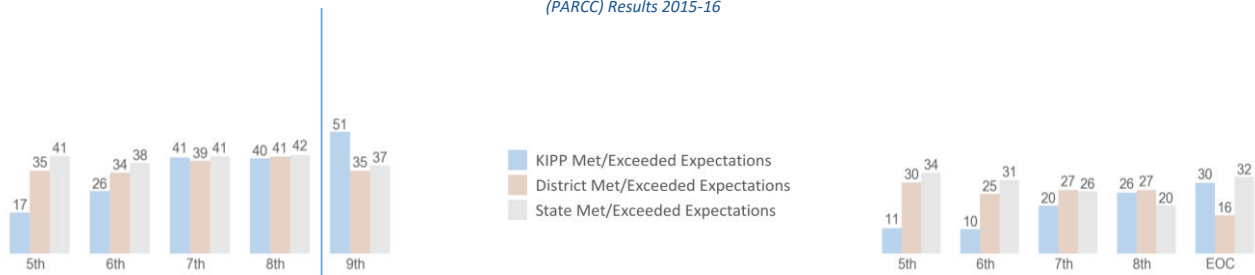 (PARCC) Results 2015-16
17 35 41
26 34 38
41 39 41
40 41 42
51 35 37
5th 6th 7th 8th 9th
KIPP Met/Exceeded Expectations
District Met/Exceeded Expectations
State Met/Exceeded Expectations
11 30 34
10 25 31
20 27 26
26 27 20
30 16 32
5th 6th 7th 8th EOC